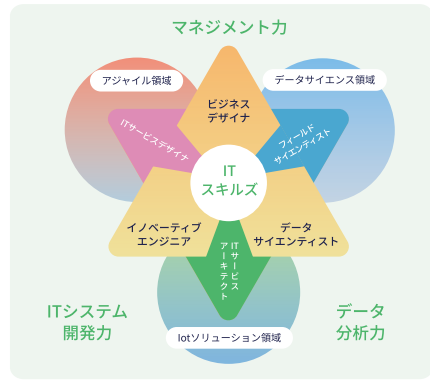 マネジメント力
アジャイル領域
データサイエンス領域
ビジネス
デザイナ
ITサービスデザイナ
フィールド
サイエンティスト
IT
スキルズ
イノベーティブ
エンジニア
データ
サイエンティスト
ITサービス
アーキテクト
ITシステム
開発力
データ
分析力
Iotソリューション領域